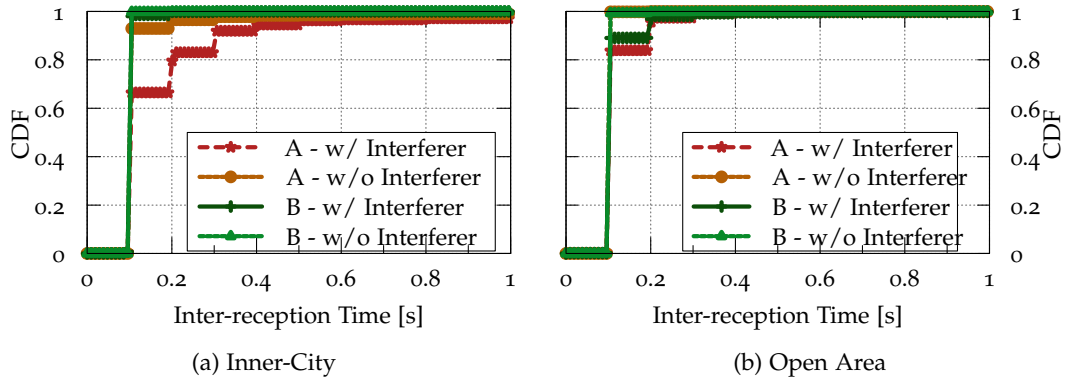 1
0.8
0.6
0.4
0.2
0
CDF
0 0.2 0.4 0.6 0.8 1
Inter-reception Time [s]
A - w/ Interferer
A - w/o Interferer
B - w/ Interferer
B - w/o Interferer
(a) Inner-City
1
0.8
0.6
0.4
0.2
0
CDF
0 0.2 0.4 0.6 0.8 1
Inter-reception Time [s]
A - w/ Interferer
A - w/o Interferer
B - w/ Interferer
B - w/o Interferer
(b) Open Area